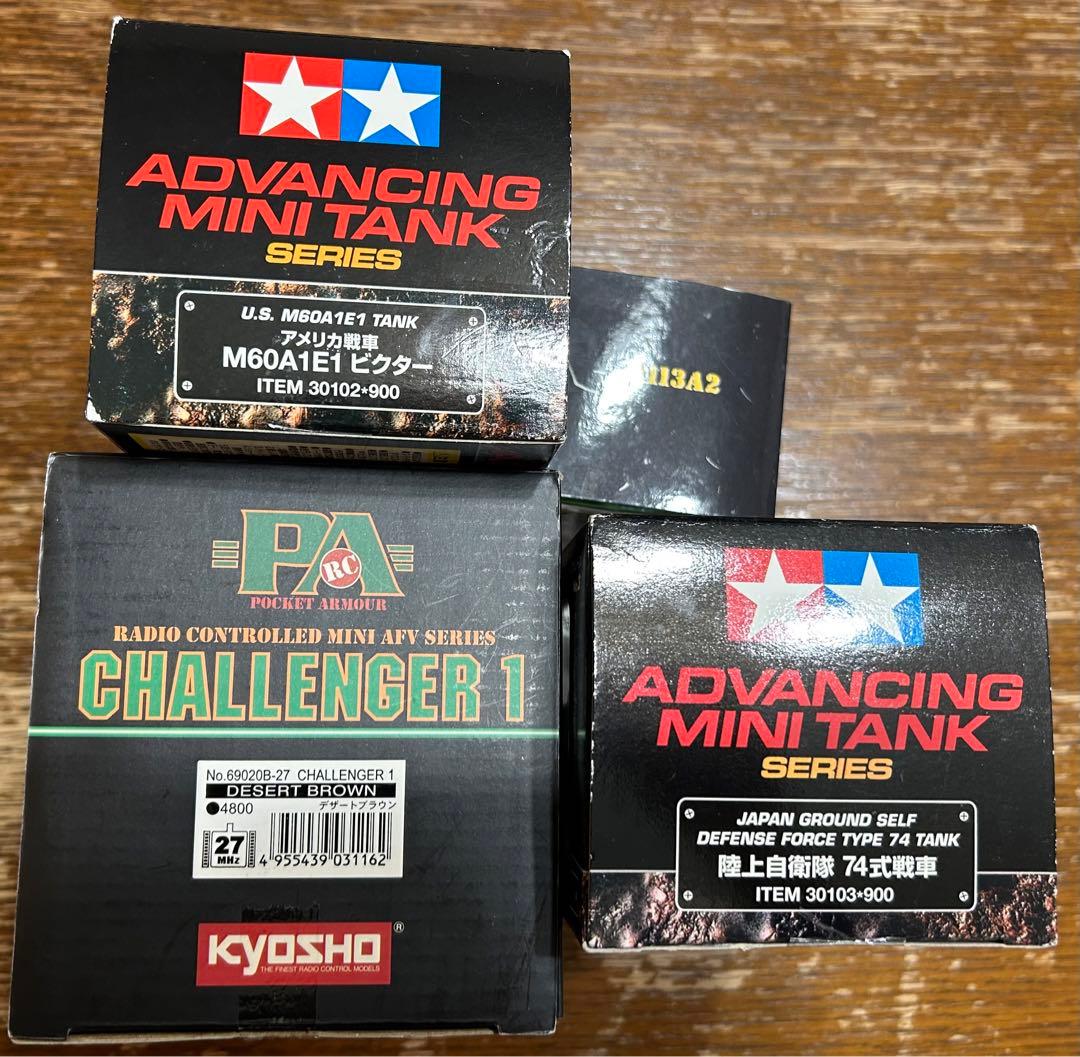 ADVANCING
MINI TANK
SERIES
U.S. M60A1E1 TANK
アメリカ戦車
M60A1E1 ビクター
ITEM 30102*900
113A2
PA
RC
POCKET ARMOUR
RADIO CONTROLLED MINI AFV SERIES
CHALLENGER 1
No.69020B-27 CHALLENGER 1
DESERT BROWN
●4800 デザートブラウン
27
MHz
4 955439 031162
KYOSHO®
THE FINEST RADIO CONTROL MODELS
ADVANCING
MINI TANK
SERIES
JAPAN GROUND SELF
DEFENSE FORCE TYPE 74 TANK
陸上自衛隊 74式戦車
ITEM 30103*900